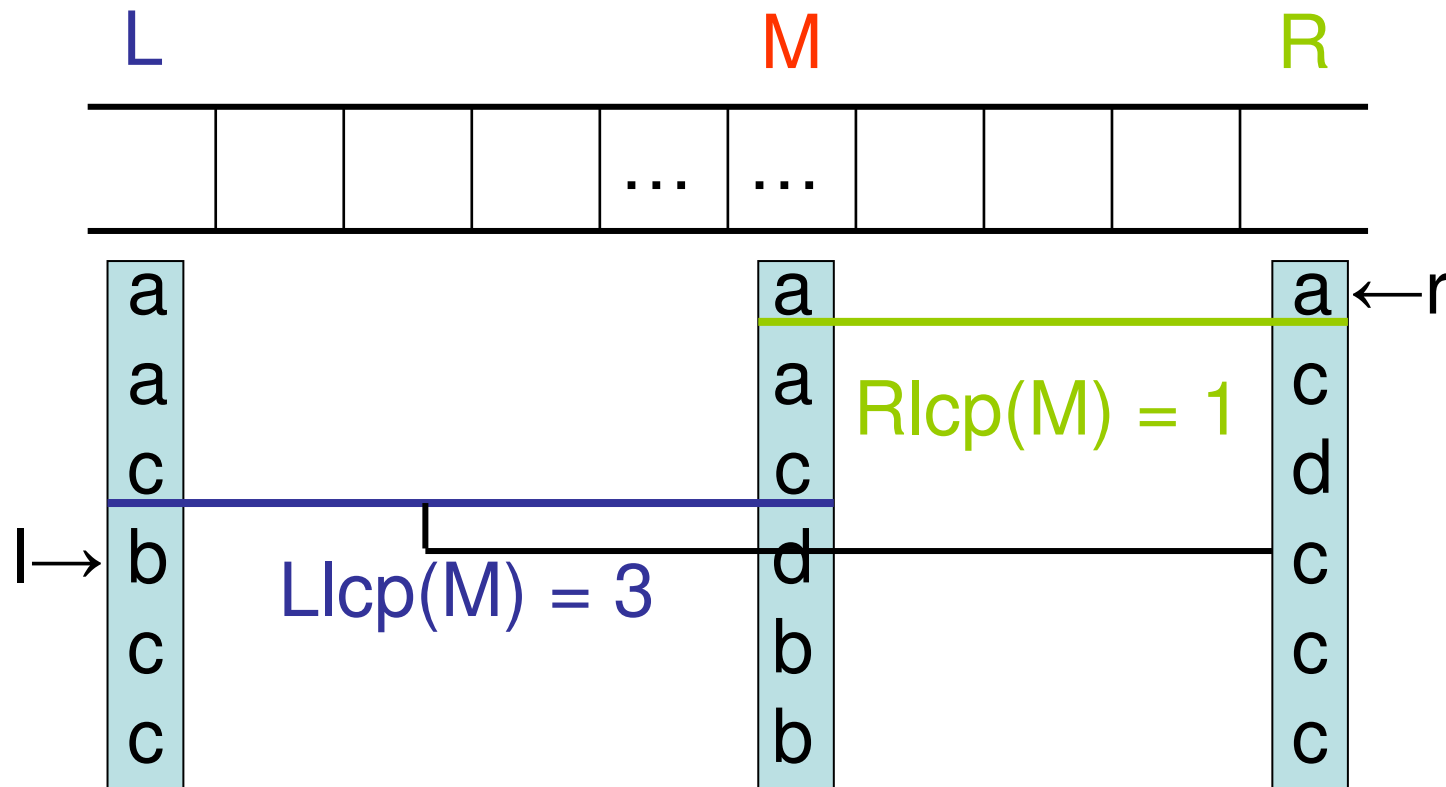 L M R
... ...
a a a ←r
a a c
Rlcp(M) = 1
c c d
l→ b d c
Llcp(M) = 3
c b c
c b c